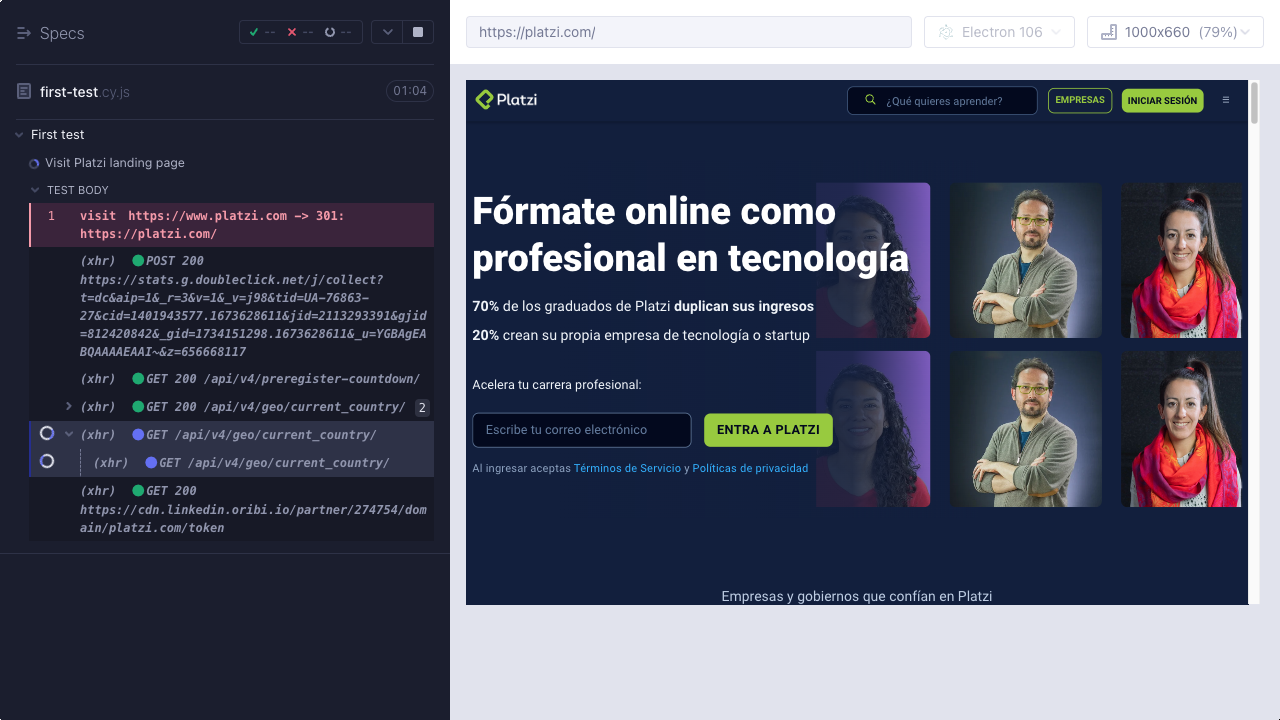 Specs
-- -- --
first-test.cy.js
01:04
First test
Visit Platzi landing page
TEST BODY
1 visit https://www.platzi.com -> 301:
https://platzi.com/
(xhr) POST 200
https://stats.g.doubleclick.net/j/collect?
t=dc&aip=1&_r=3&v=1&_v=j98&tid=UA-76863-
27&cid=1401943577.1673628611&jid=2113293391&gjid
=812420842&_gid=1734151298.1673628611&_u=YGBAgEA
BQAAAAEAAI~&z=656668117
(xhr) GET 200 /api/v4/preregister-countdown/
(xhr) GET 200 /api/v4/geo/current_country/ 2
(xhr) GET /api/v4/geo/current_country/
(xhr) GET /api/v4/geo/current_country/
(xhr) GET 200
https://cdn.linkedin.oribi.io/partner/274754/dom
ain/platzi.com/token
https://platzi.com/
Electron 106
1000x660 (79%)
Platzi
¿Qué quieres aprender?
EMPRESAS
INICIAR SESIÓN
Fórmate online como
profesional en tecnología
70% de los graduados de Platzi duplican sus ingresos
20% crean su propia empresa de tecnología o startup
Acelera tu carrera profesional:
Escribe tu correo electrónico
ENTRA A PLATZI
Al ingresar aceptas Términos de Servicio y Políticas de privacidad
Empresas y gobiernos que confían en Platzi